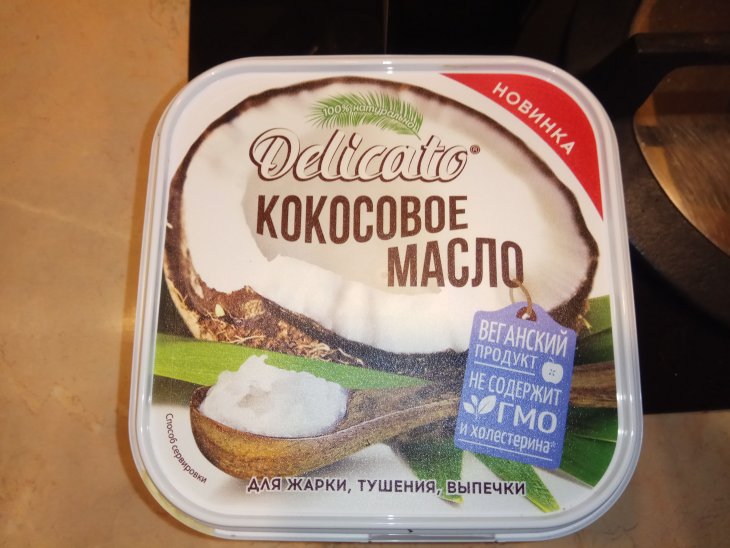 НОВИНКА
100% натурально
Delicato®
КОКОСОВОЕ
МАСЛО
ВЕГАНСКИЙ
ПРОДУКТ
НЕ СОДЕРЖИТ
ГМО
и холестерина*
Способ сервировки
ДЛЯ ЖАРКИ, ТУШЕНИЯ, ВЫПЕЧКИ